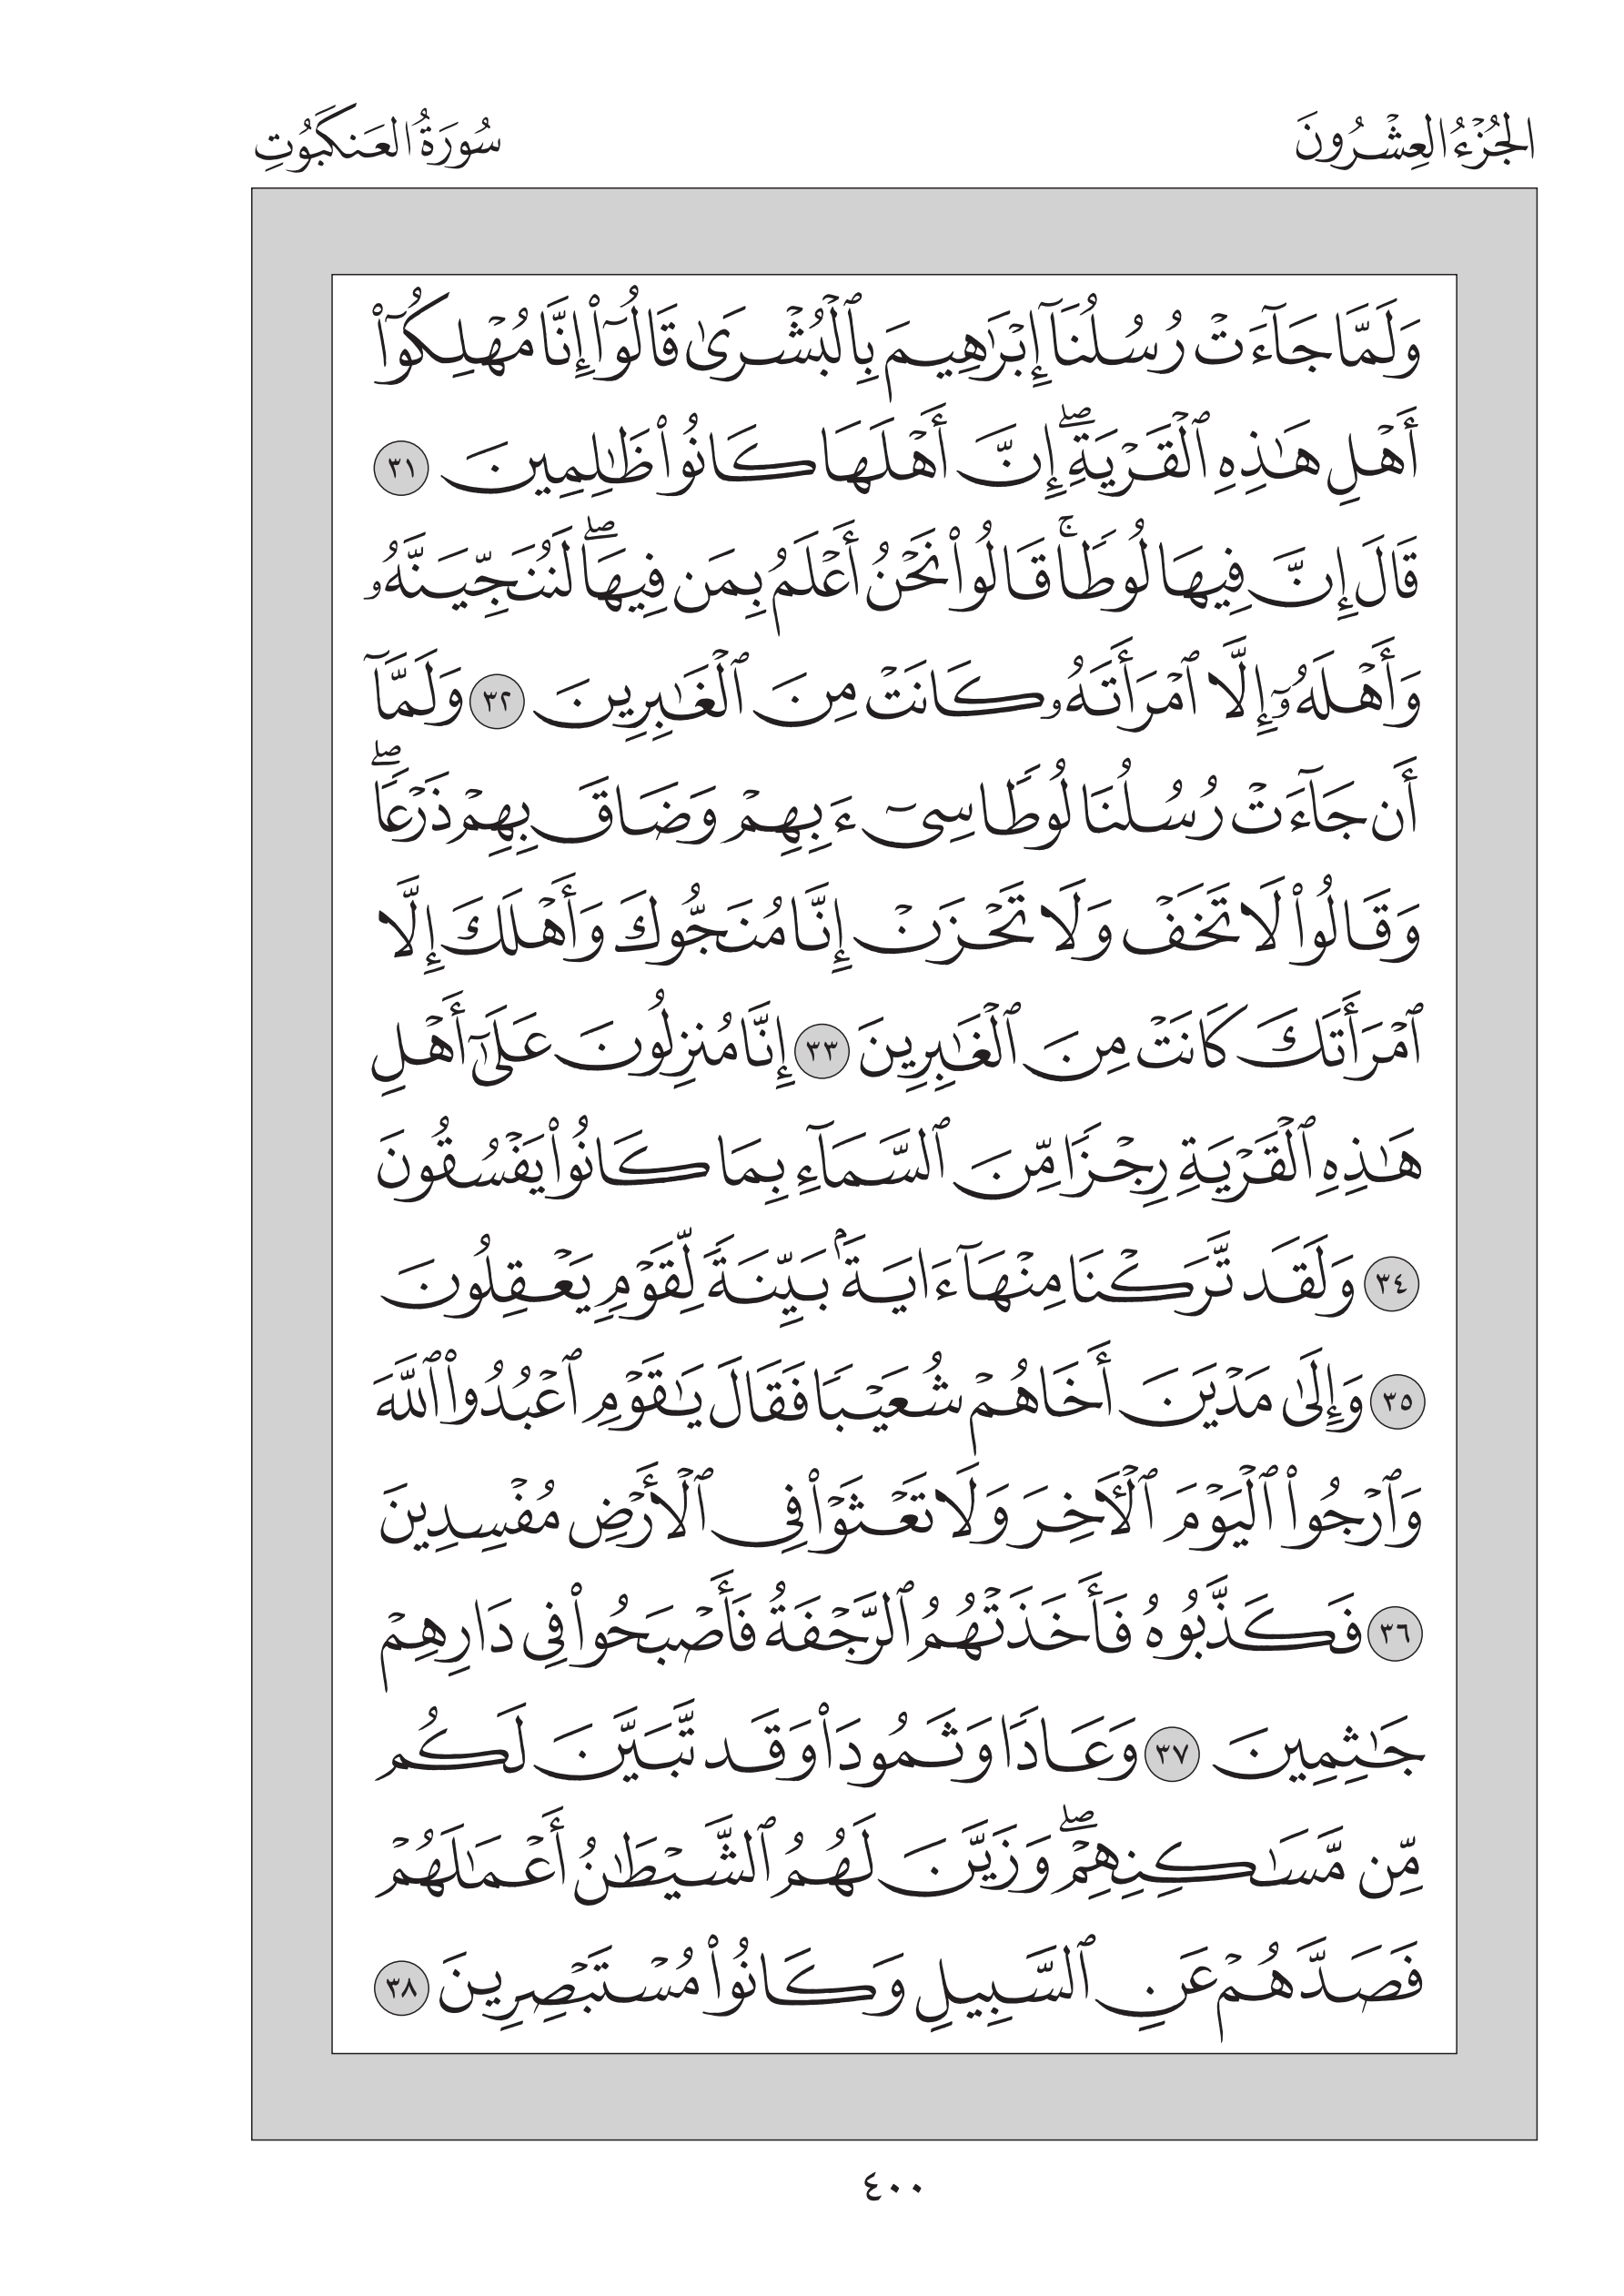 الجُزْءُ العِشْرُونَ
سُورَةُ العَنكَبُوتِ
وَلَمَّا جَآءَتۡ رُسُلُنَآ إِبۡرَٰهِيمَ بِٱلۡبُشۡرَىٰ قَالُوٓاْ إِنَّا مُهۡلِكُوٓاْ
أَهۡلِ هَٰذِهِ ٱلۡقَرۡيَةِۖ إِنَّ أَهۡلَهَا كَانُواْ ظَٰلِمِينَ ٣١
قَالَ إِنَّ فِيهَا لُوطٗاۚ قَالُواْ نَحۡنُ أَعۡلَمُ بِمَن فِيهَاۖ لَنُنَجِّيَنَّهُۥ
وَأَهۡلَهُۥٓ إِلَّا ٱمۡرَأَتَهُۥ كَانَتۡ مِنَ ٱلۡغَٰبِرِينَ ٣٢ وَلَمَّآ
أَن جَآءَتۡ رُسُلُنَا لُوطٗا سِيٓءَ بِهِمۡ وَضَاقَ بِهِمۡ ذَرۡعٗاۖ
وَقَالُواْ لَا تَخَفۡ وَلَا تَحۡزَنۡ إِنَّا مُنَجُّوكَ وَأَهۡلَكَ إِلَّا
ٱمۡرَأَتَكَ كَانَتۡ مِنَ ٱلۡغَٰبِرِينَ ٣٣ إِنَّا مُنزِلُونَ عَلَىٰٓ أَهۡلِ
هَٰذِهِ ٱلۡقَرۡيَةِ رِجۡزٗا مِّنَ ٱلسَّمَآءِ بِمَا كَانُواْ يَفۡسُقُونَ
٣٤ وَلَقَد تَّرَكۡنَا مِنۡهَآ ءَايَةَۢ بَيِّنَةٗ لِّقَوۡمٖ يَعۡقِلُونَ
٣٥ وَإِلَىٰ مَدۡيَنَ أَخَاهُمۡ شُعَيۡبٗا فَقَالَ يَٰقَوۡمِ ٱعۡبُدُواْ ٱللَّهَ
وَٱرۡجُواْ ٱلۡيَوۡمَ ٱلۡأٓخِرَ وَلَا تَعۡثَوۡاْ فِي ٱلۡأَرۡضِ مُفۡسِدِينَ
٣٦ فَكَذَّبُوهُ فَأَخَذَتۡهُمُ ٱلرَّجۡفَةُ فَأَصۡبَحُواْ فِي دَارِهِمۡ
جَٰثِمِينَ ٣٧ وَعَادٗا وَثَمُودَاْ وَقَد تَّبَيَّنَ لَكُم
مِّن مَّسَٰكِنِهِمۡۖ وَزَيَّنَ لَهُمُ ٱلشَّيۡطَٰنُ أَعۡمَٰلَهُمۡ
فَصَدَّهُمۡ عَنِ ٱلسَّبِيلِ وَكَانُواْ مُسۡتَبۡصِرِينَ ٣٨
٤٠٠